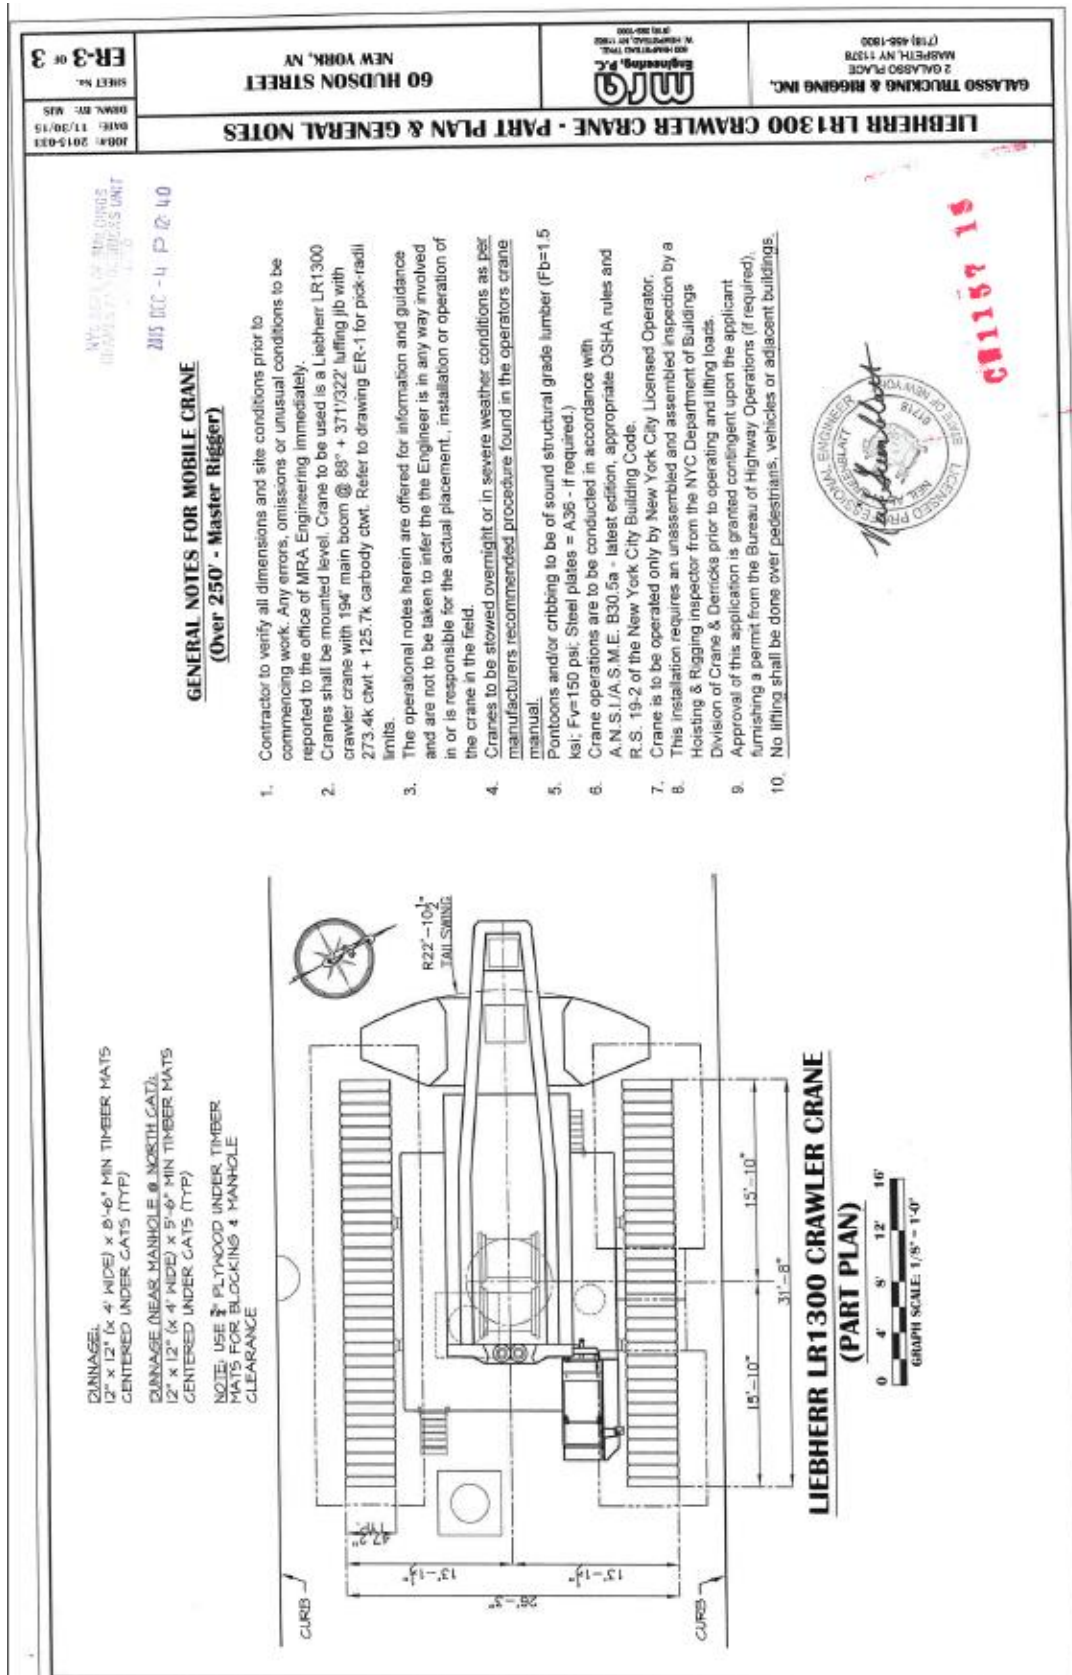 DUNNAGE:
12" x 12" (x 4' WIDE) x 8'-6" MIN TIMBER MATS
CENTERED UNDER CATS (TYP)
DUNNAGE (NEAR MANHOLE @ NORTH CAT):
12" x 12" (x 4' WIDE) x 5'-6" MIN TIMBER MATS
CENTERED UNDER CATS (TYP)
NOTE: USE PLYWOOD UNDER TIMBER
MATS FOR BLOCKING & MANHOLE
CLEARANCE
CURB
R22'-10½"
TAILSWING
47.2"
TYP.
13'-1½"
13'-1½"
26'-3"
CURB
15'-10"
15'-10"
31'-8"
LIEBHERR LR1300 CRAWLER CRANE
(PART PLAN)
0 4' 8' 12' 16'
GRAPH SCALE: 1/8" = 1'-0"
2015 DEC -4 P 12: 40
GENERAL NOTES FOR MOBILE CRANE
(Over 250' - Master Rigger)
1. Contractor to verify all dimensions and site conditions prior to
commencing work. Any errors, omissions or unusual conditions to be
reported to the office of MRA Engineering immediately.
2. Cranes shall be mounted level. Crane to be used is a Liebherr LR1300
crawler crane with 194' main boom @ 88° + 371'/322' luffing jib with
273.4k ctwt + 125.7k carbody ctwt. Refer to drawing ER-1 for pick-radii
limits.
3. The operational notes herein are offered for information and guidance
and are not to be taken to infer the Engineer is in any way involved
in or is responsible for the actual placement, installation or operation of
the crane in the field.
4. Cranes to be stowed overnight or in severe weather conditions as per
manufacturers recommended procedure found in the operators crane
manual.
5. Pontoons and/or cribbing to be of sound structural grade lumber (Fb=1.5
ksi; Fv=150 psi; Steel plates = A36 - if required.)
6. Crane operations are to be conducted in accordance with
A.N.S.I./A.S.M.E. B30.5a - latest edition, appropriate OSHA rules and
R.S. 19-2 of the New York City Building Code.
7. Crane is to be operated only by New York City Licensed Operator.
8. This installation requires an unassembled and assembled inspection by a
Hoisting & Rigging inspector from the NYC Department of Buildings
Division of Crane & Derricks prior to operating and lifting loads.
9. Approval of this application is granted contingent upon the applicant
furnishing a permit from the Bureau of Highway Operations (if required).
10. No lifting shall be done over pedestrians, vehicles or adjacent buildings.
LICENSED PROFESSIONAL ENGINEER
STATE OF NEW YORK
CN1157 15
LIEBHERR LR1300 CRAWLER CRANE - PART PLAN & GENERAL NOTES
JOB#: 2015-033
DATE: 11/30/15
DRWN. BY: MJS
GALASSO TRUCKING & RIGGING INC.
2 GALASSO PLACE
MASPETH, NY 11378
(718) 456-1800
mra
Engineering, P.C.
600 HEMPSTEAD TPKE.
W. HEMPSTEAD, NY 11552
60 HUDSON STREET
NEW YORK, NY
SHEET No.
ER-3 OF 3